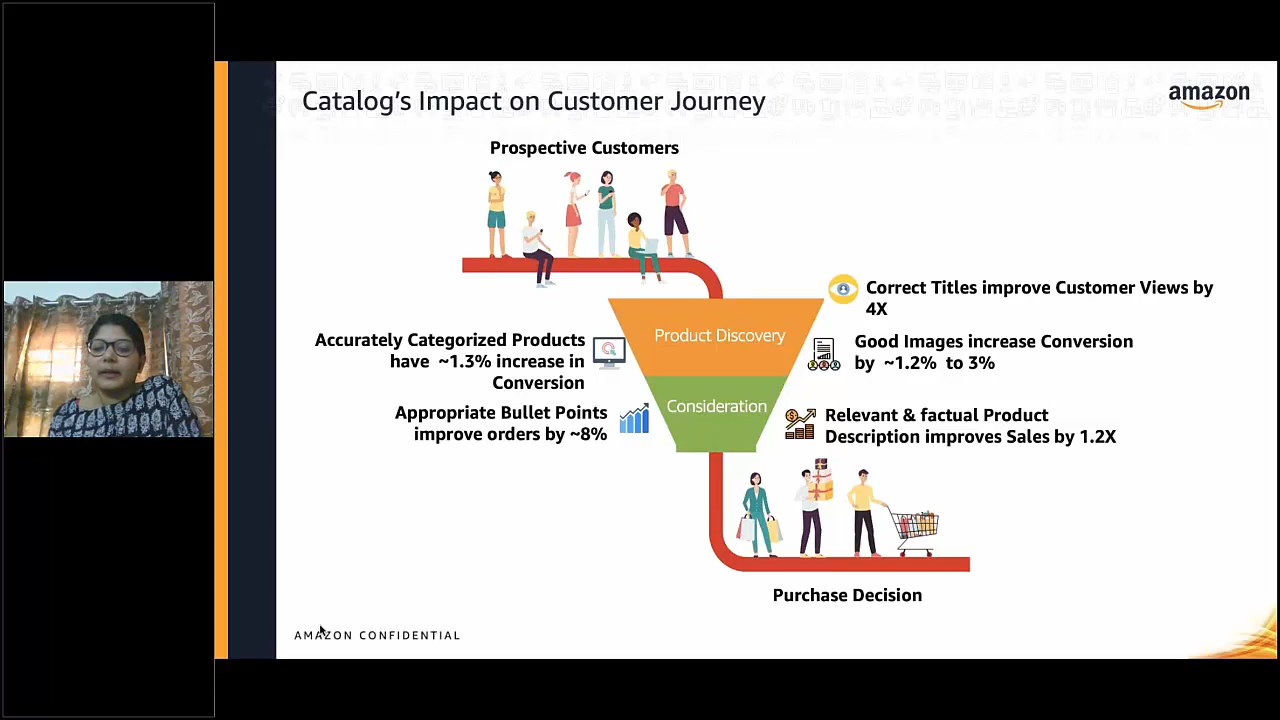 Catalog's Impact on Customer Journey
amazon
Prospective Customers
Correct Titles improve Customer Views by
4X
Product Discovery
Accurately Categorized Products
have ~1.3% increase in
Conversion
Good Images increase Conversion
by ~1.2% to 3%
Consideration
Appropriate Bullet Points
improve orders by ~8%
Relevant & factual Product
Description improves Sales by 1.2X
Purchase Decision
AMAZON CONFIDENTIAL